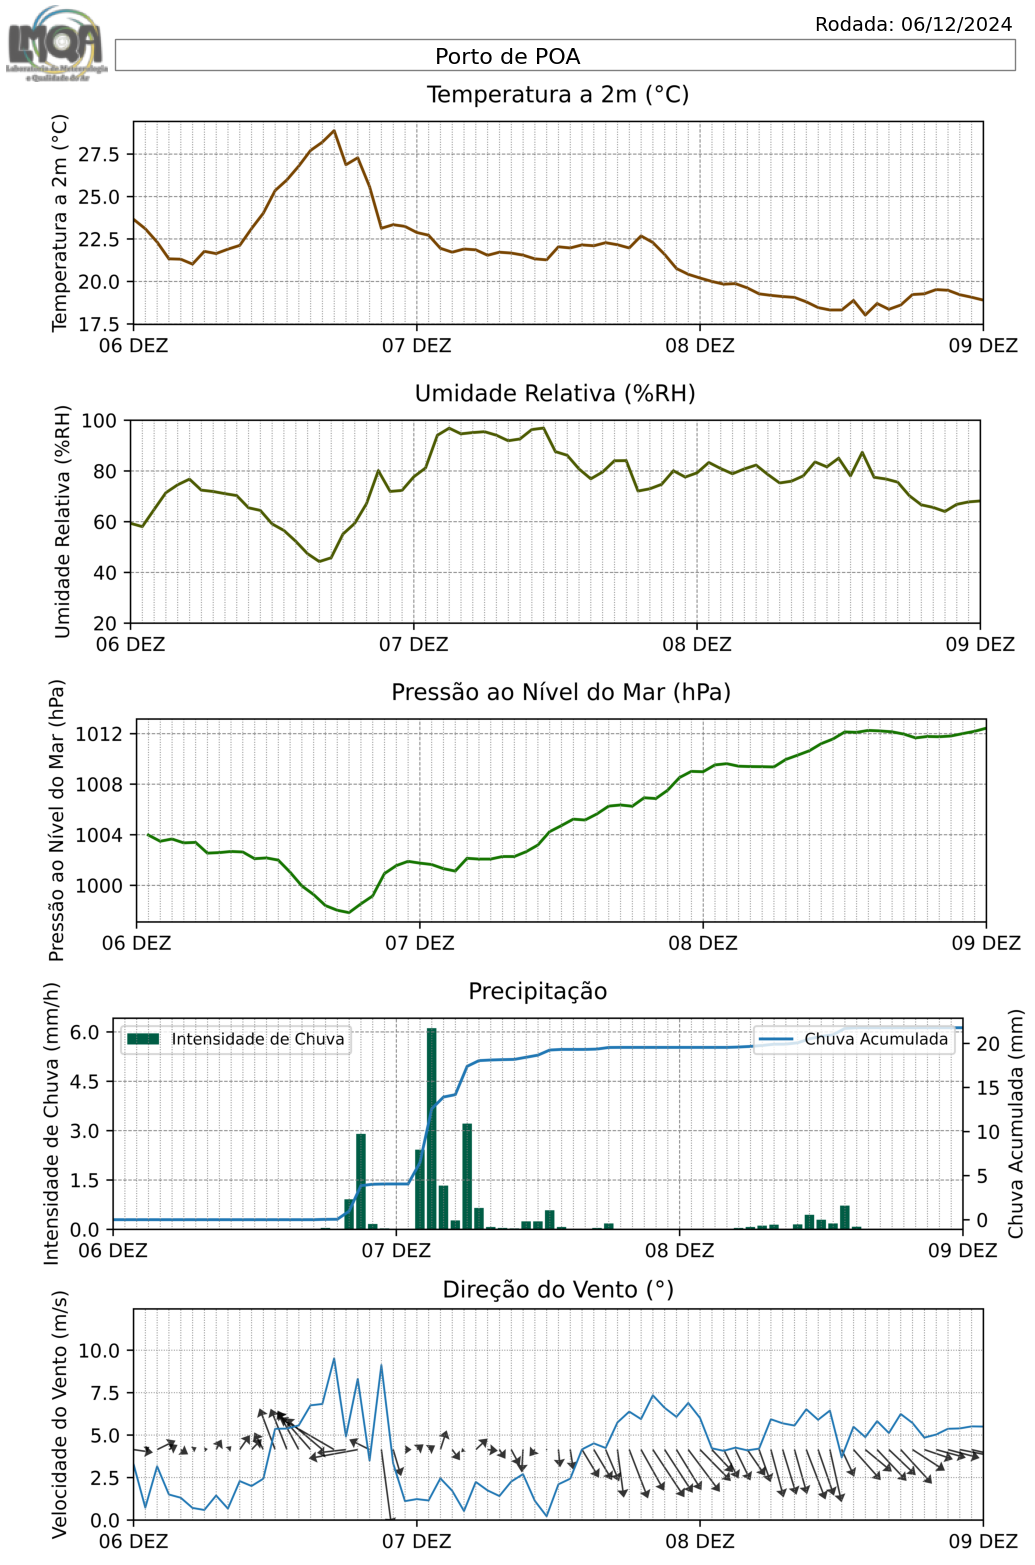 LMQA
Laboratório de Meteorologia
e Qualidade do Ar
Rodada: 06/12/2024
Porto de POA
Temperatura a 2m (°C)
Temperatura a 2m (°C)
27.5
25.0
22.5
20.0
17.5
06 DEZ 07 DEZ 08 DEZ 09 DEZ
Umidade Relativa (%RH)
Umidade Relativa (%RH)
100
80
60
40
20
06 DEZ 07 DEZ 08 DEZ 09 DEZ
Pressão ao Nível do Mar (hPa)
Pressão ao Nível do Mar (hPa)
1012
1008
1004
1000
06 DEZ 07 DEZ 08 DEZ 09 DEZ
Precipitação
Intensidade de Chuva (mm/h)
6.0
4.5
3.0
1.5
0.0
Intensidade de Chuva
Chuva Acumulada
20
15
10
5
0
Chuva Acumulada (mm)
06 DEZ 07 DEZ 08 DEZ 09 DEZ
Direção do Vento (°)
Velocidade do Vento (m/s)
10.0
7.5
5.0
2.5
0.0
06 DEZ 07 DEZ 08 DEZ 09 DEZ